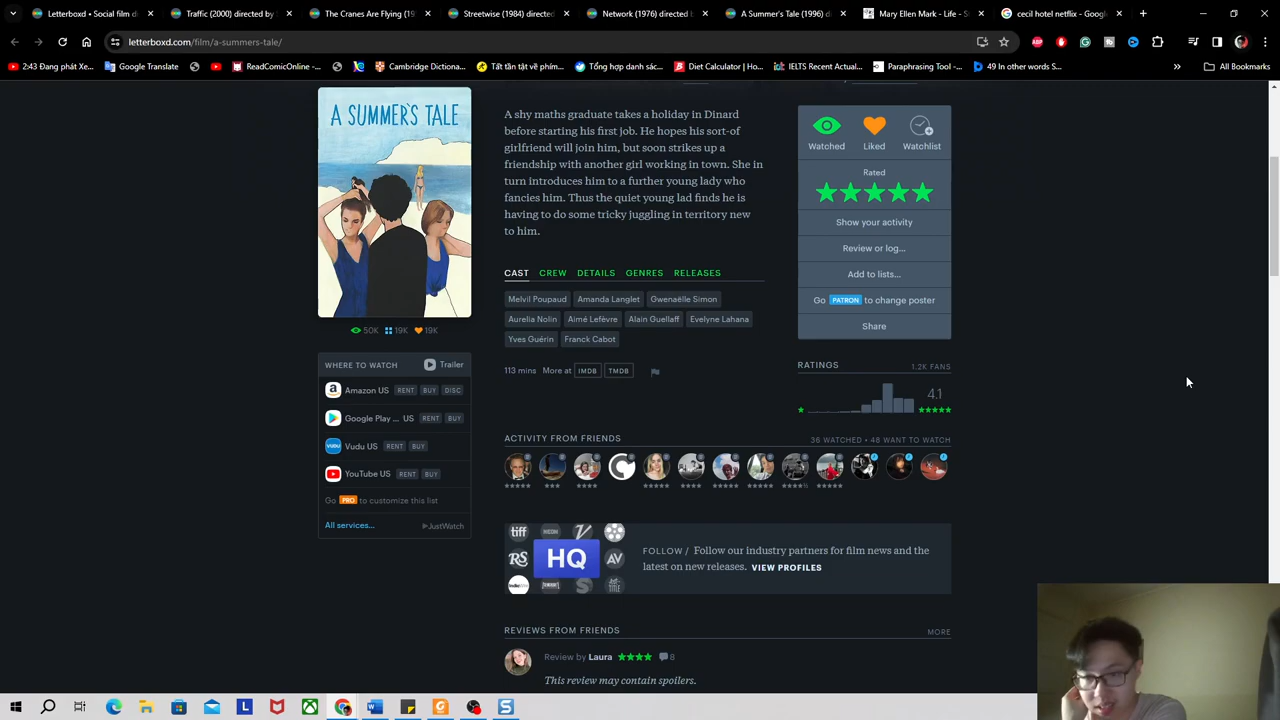 Letterboxd • Social film di
Traffic (2000) directed by
The Cranes Are Flying (19
Streetwise (1984) directed
Network (1976) directed b
A Summer's Tale (1996) di
Mary Ellen Mark - Life - St
cecil hotel netflix - Google
letterboxd.com/film/a-summers-tale/
2:43 Đang phát Xe...
Google Translate
ReadComicOnline -
Cambridge Dictiona...
Tất tần tật về phím...
Tổng hợp danh sác...
Diet Calculator | Ho...
IELTS Recent Actual...
Paraphrasing Tool -
49 In other words S...
All Bookmarks
A SUMMER'S TALE
50K 19K 19K
WHERE TO WATCH Trailer
Amazon US RENT BUY DISC
Google Play ... US RENT BUY
Vudu US RENT BUY
YouTube US RENT BUY
Go PRO to customize this list
All services... JustWatch
A shy maths graduate takes a holiday in Dinard
before starting his first job. He hopes his sort-of
girlfriend will join him, but soon strikes up a
friendship with another girl working in town. She in
turn introduces him to a further young lady who
fancies him. Thus the quiet young lad finds he is
having to do some tricky juggling in territory new
to him.
CAST CREW DETAILS GENRES RELEASES
Melvil Poupaud Amanda Langlet Gwenaëlle Simon
Aurelia Nolin Aimé Lefèvre Alain Guellaff Evelyne Lahana
Yves Guérin Franck Cabot
113 mins More at IMDB TMDB
Watched Liked Watchlist
Rated
Show your activity
Review or log...
Add to lists...
Go PATRON to change poster
Share
RATINGS 1.2K FANS
4.1
ACTIVITY FROM FRIENDS 36 WATCHED • 48 WANT TO WATCH
tiff NEON
RS HQ AV
FOLLOW / Follow our industry partners for film news and the
latest on new releases. VIEW PROFILES
REVIEWS FROM FRIENDS MORE
Review by Laura 8
This review may contain spoilers.